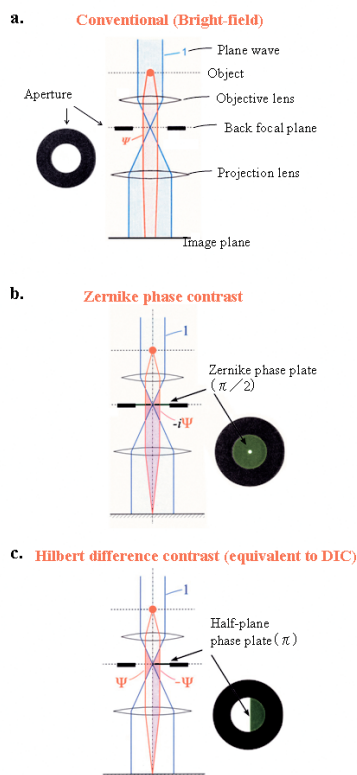 a.
Conventional (Bright-field)
1
Plane wave
Object
Aperture
Objective lens
Back focal plane
Ψ
Projection lens
Image plane
b.
Zernike phase contrast
1
Zernike phase plate
(π/2)
-iΨ
c.
Hilbert difference contrast (equivalent to DIC)
1
Half-plane
phase plate(π)
Ψ
-Ψ